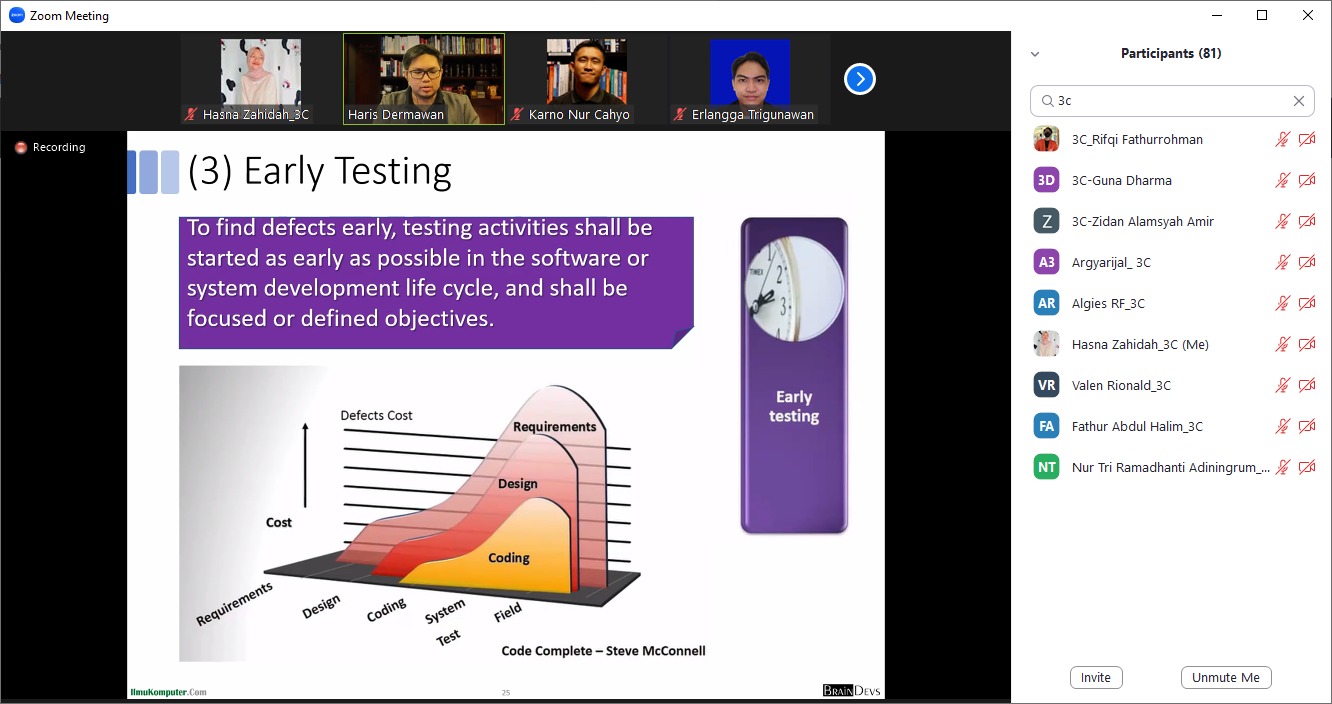 Zoom Meeting
Hasna Zahidah_3C
Haris Dermawan
Karno Nur Cahyo
Erlangga Trigunawan
Recording
(3) Early Testing
To find defects early, testing activities shall be
started as early as possible in the software or
system development life cycle, and shall be
focused or defined objectives.
TIMEX
1
2
3
4
Early
testing
Defects Cost
Requirements
Design
Coding
Cost
Requirements
Design
Coding
System
Test
Field
Code Complete – Steve McConnell
IlmuKomputer.Com
25
BRAINDEVS
Participants (81)
3c
3C_Rifqi Fathurrohman
3D
3C-Guna Dharma
Z
3C-Zidan Alamsyah Amir
A3
Argyarijal_ 3C
AR
Algies RF_3C
Hasna Zahidah_3C (Me)
VR
Valen Rionald_3C
FA
Fathur Abdul Halim_3C
NT
Nur Tri Ramadhanti Adiningrum_...
Invite
Unmute Me